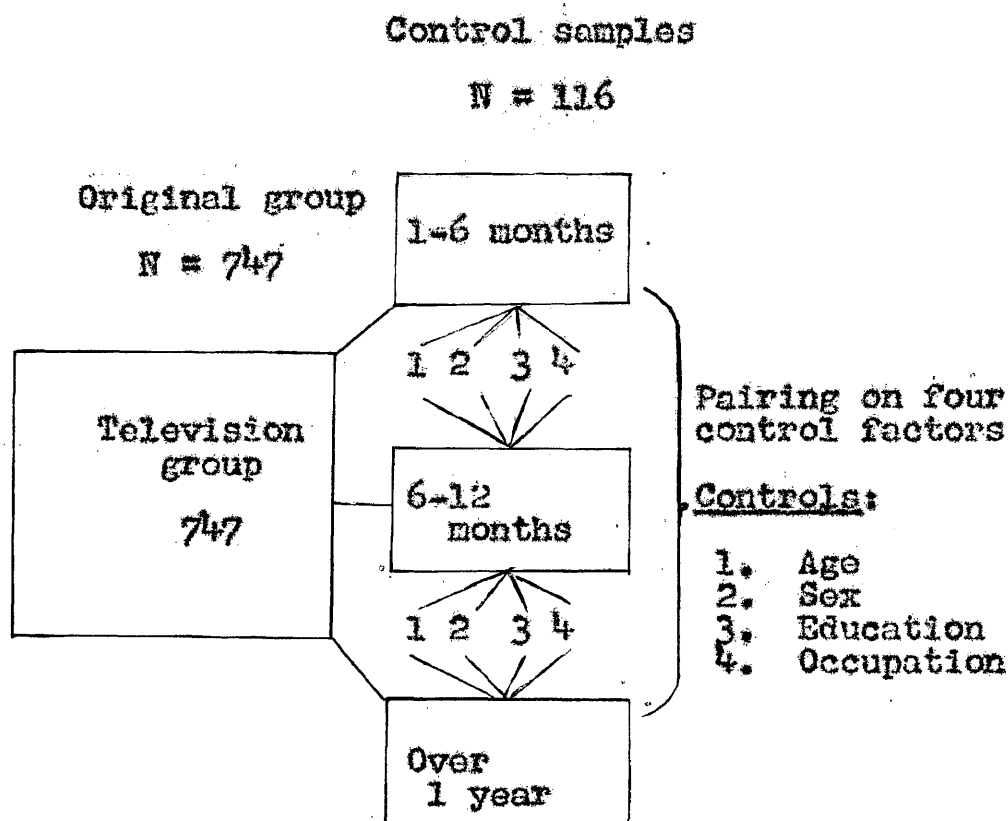 Control samples
N = 116
Original group
N = 747
1-6 months
1 2 3 4
Television
group
747
Pairing on four
control factors
6-12
months
Controls:
1. Age
2. Sex
3. Education
4. Occupation
1 2 3 4
Over
1 year